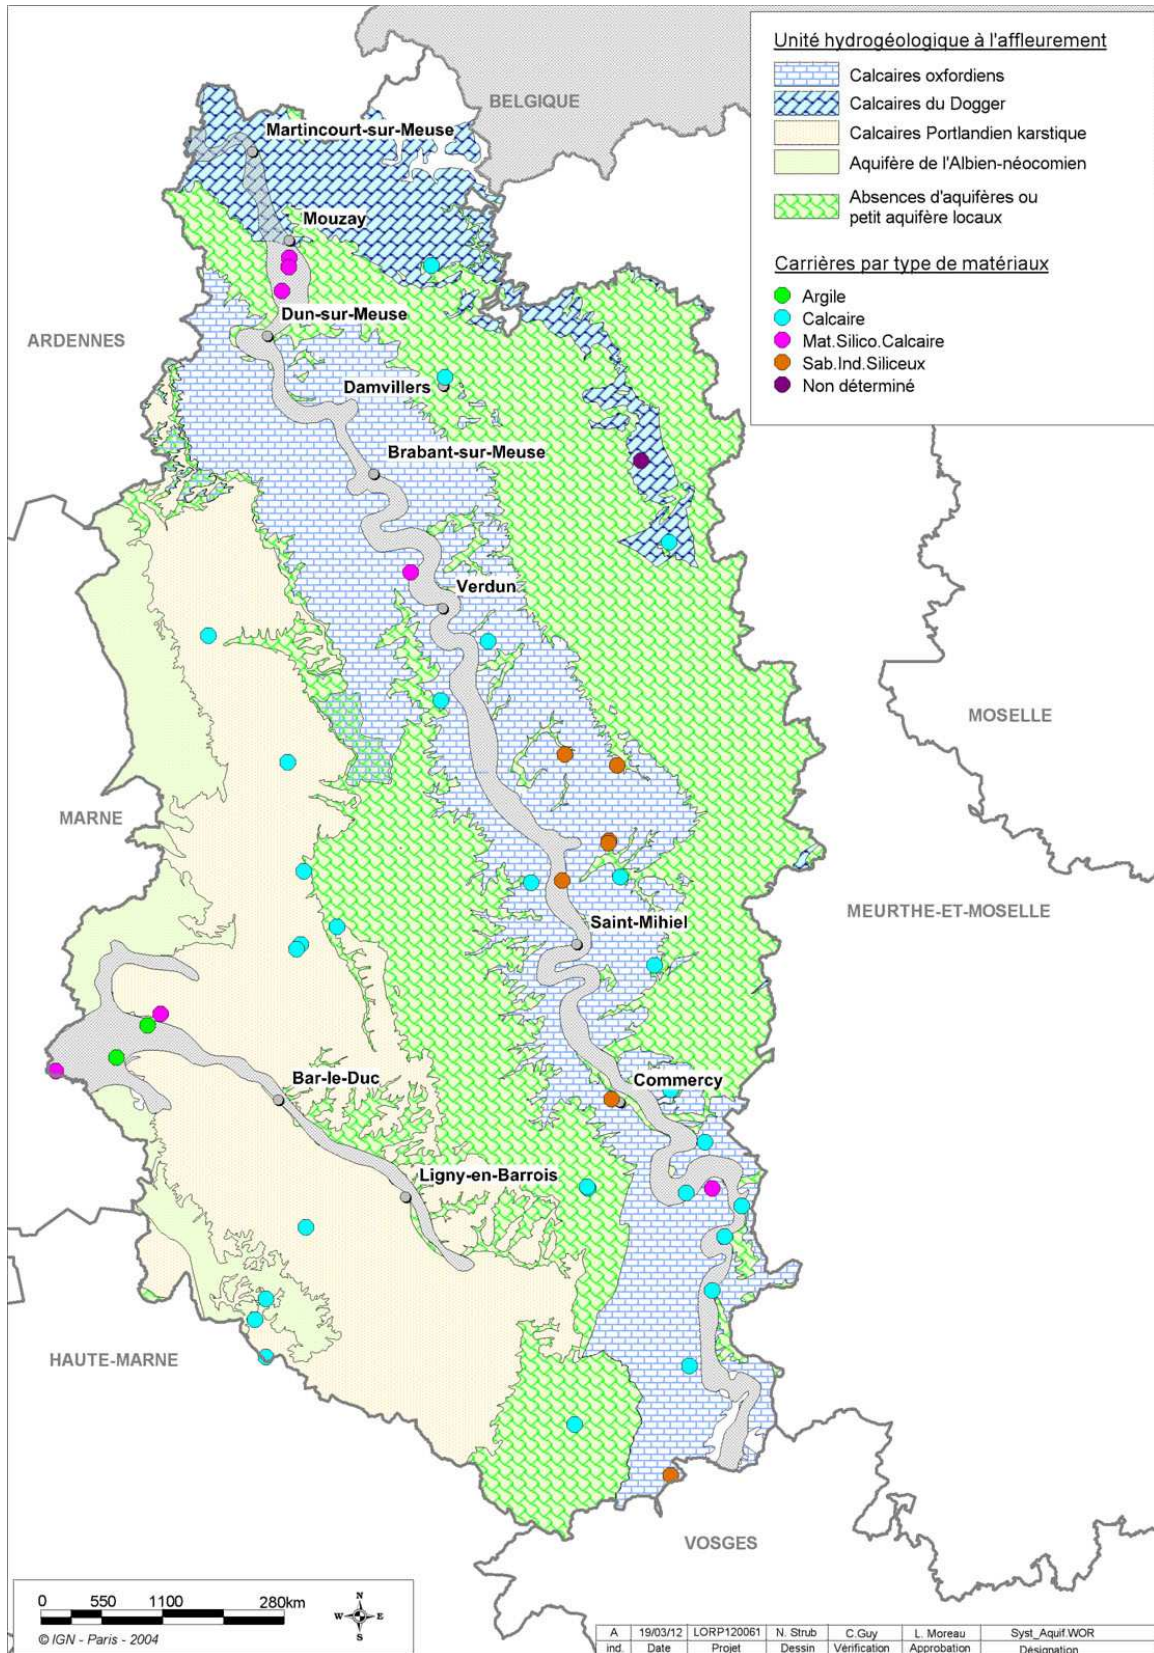 Unité hydrogéologique à l'affleurement
Calcaires oxfordiens
Calcaires du Dogger
Calcaires Portlandien karstique
Aquifère de l'Albien-néocomien
Absences d'aquifères ou
petit aquifère locaux
Carrières par type de matériaux
Argile
Calcaire
Mat.Silico.Calcaire
Sab.Ind.Siliceux
Non déterminé
BELGIQUE
Martincourt-sur-Meuse
Mouzay
Dun-sur-Meuse
ARDENNES
Damvillers
Brabant-sur-Meuse
Verdun
MOSELLE
MARNE
MEURTHE-ET-MOSELLE
Saint-Mihiel
Bar-le-Duc
Commercy
Ligny-en-Barrois
HAUTE-MARNE
VOSGES
0 550 1100 280km
N
W E
S
© IGN - Paris - 2004
A 19/03/12 LORP120061 N. Strub C.Guy L. Moreau Syst_Aquif.WOR
ind. Date Projet Dessin Vérification Approbation Désignation